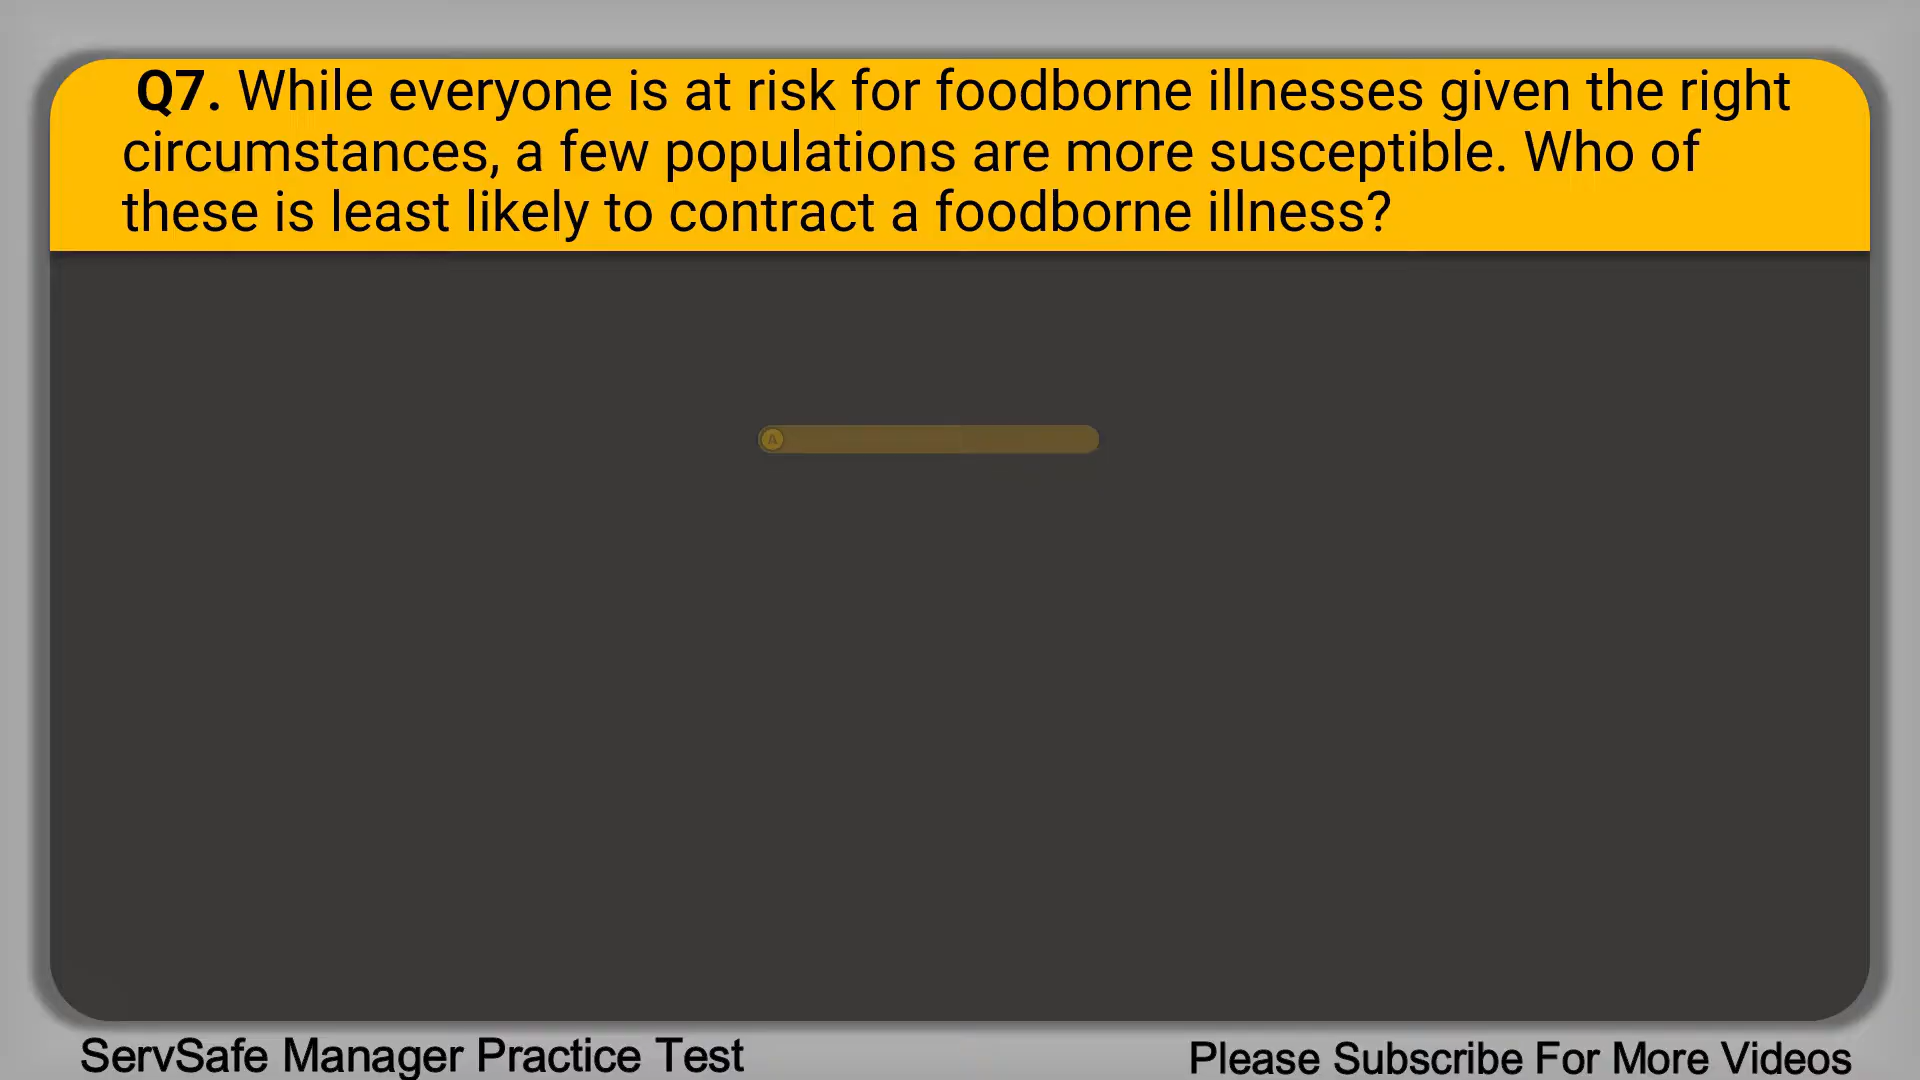 Q7. While everyone is at risk for foodborne illnesses given the right
circumstances, a few populations are more susceptible. Who of
these is least likely to contract a foodborne illness?
A
ServSafe Manager Practice Test
Please Subscribe For More Videos